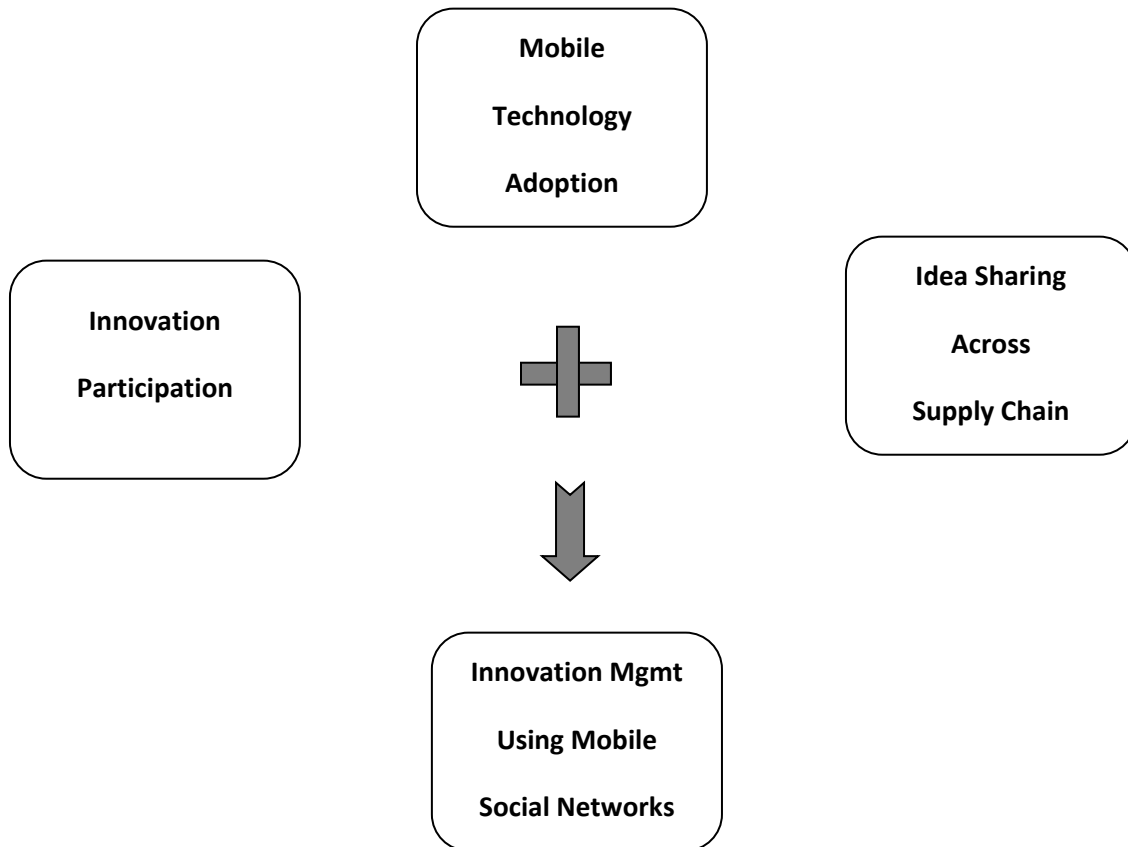 Mobile
Technology
Adoption
Innovation
Participation
Idea Sharing
Across
Supply Chain
Innovation Mgmt
Using Mobile
Social Networks